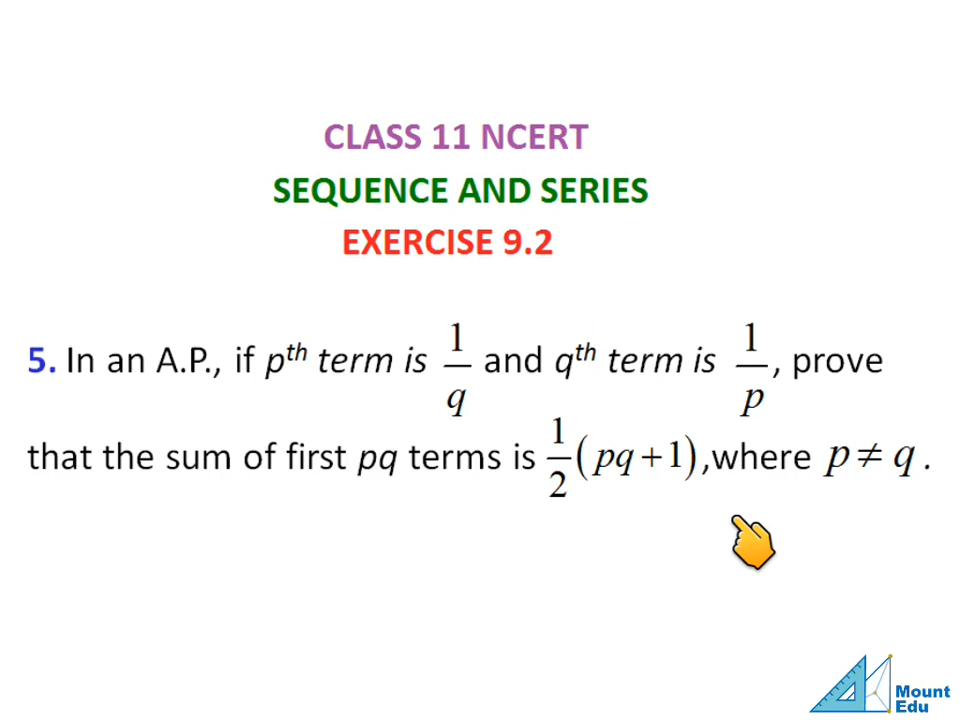 CLASS 11 NCERT
SEQUENCE AND SERIES
EXERCISE 9.2
5. In an A.P., if pᵗʰ term is 1/q and qᵗʰ term is 1/p, prove
that the sum of first pq terms is 1/2 (pq + 1), where p ≠ q .
Mount
Edu